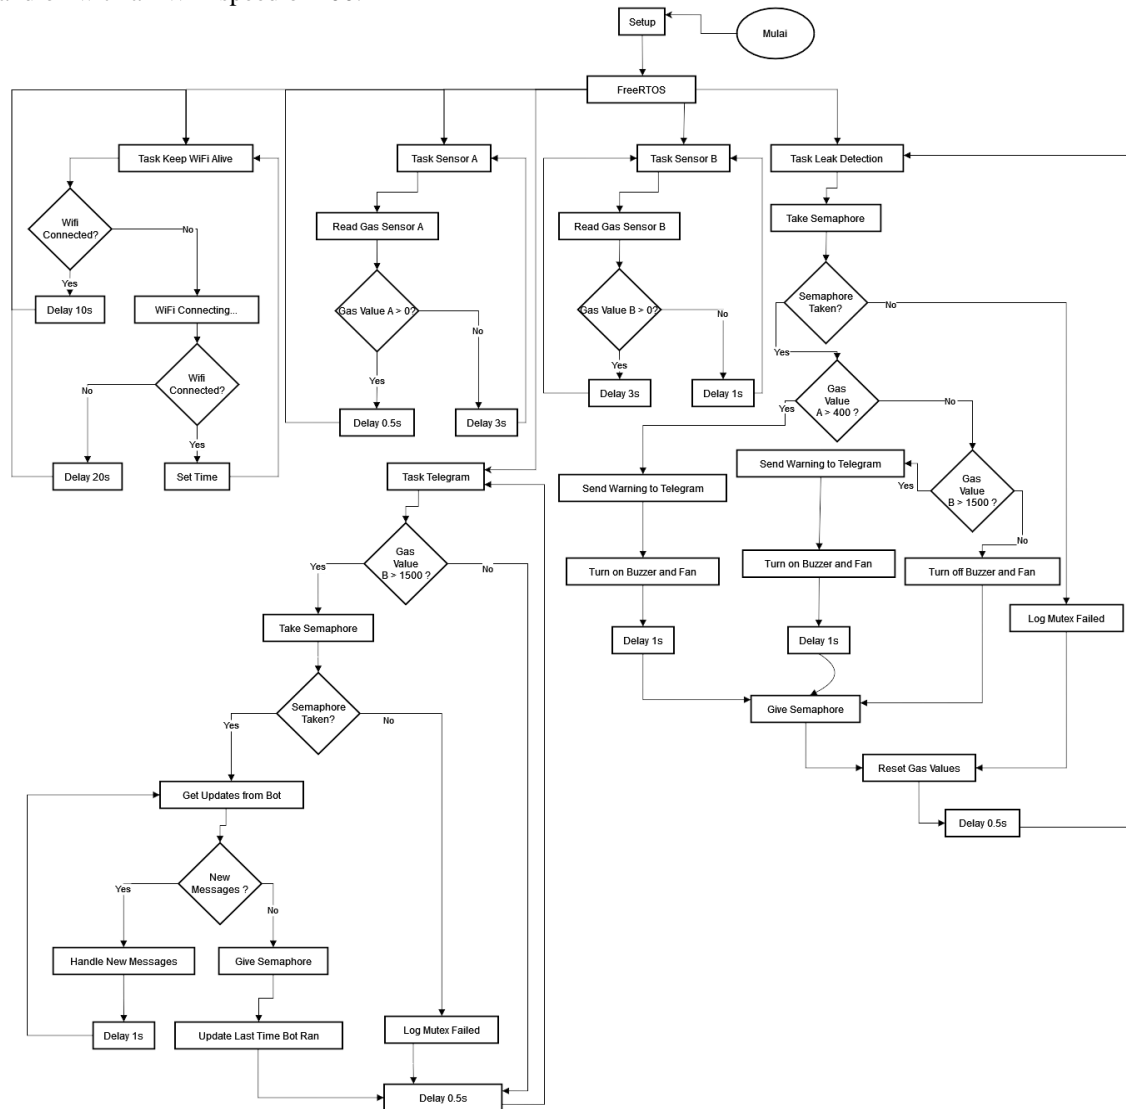 speed of
Setup
Mulai
FreeRTOS
Task Keep WiFi Alive
Task Sensor A
Task Sensor B
Task Leak Detection
Wifi
Connected?
No
Yes
Delay 10s
WiFi Connecting...
Wifi
Connected?
No
Yes
Delay 20s
Set Time
Read Gas Sensor A
Gas Value A > 0?
No
Yes
Delay 0.5s
Delay 3s
Read Gas Sensor B
Gas Value B > 0?
No
Yes
Delay 3s
Delay 1s
Take Semaphore
Semaphore
Taken?
No
Yes
Gas
Value
A > 400 ?
Yes
No
Send Warning to Telegram
Gas
Value
B > 1500 ?
Yes
No
Send Warning to Telegram
Turn on Buzzer and Fan
Turn on Buzzer and Fan
Turn off Buzzer and Fan
Delay 1s
Delay 1s
Log Mutex Failed
Give Semaphore
Reset Gas Values
Delay 0.5s
Task Telegram
Gas
Value
B > 1500 ?
Yes
No
Take Semaphore
Semaphore
Taken?
Yes
No
Get Updates from Bot
New
Messages ?
Yes
No
Handle New Messages
Give Semaphore
Delay 1s
Update Last Time Bot Ran
Log Mutex Failed
Delay 0.5s